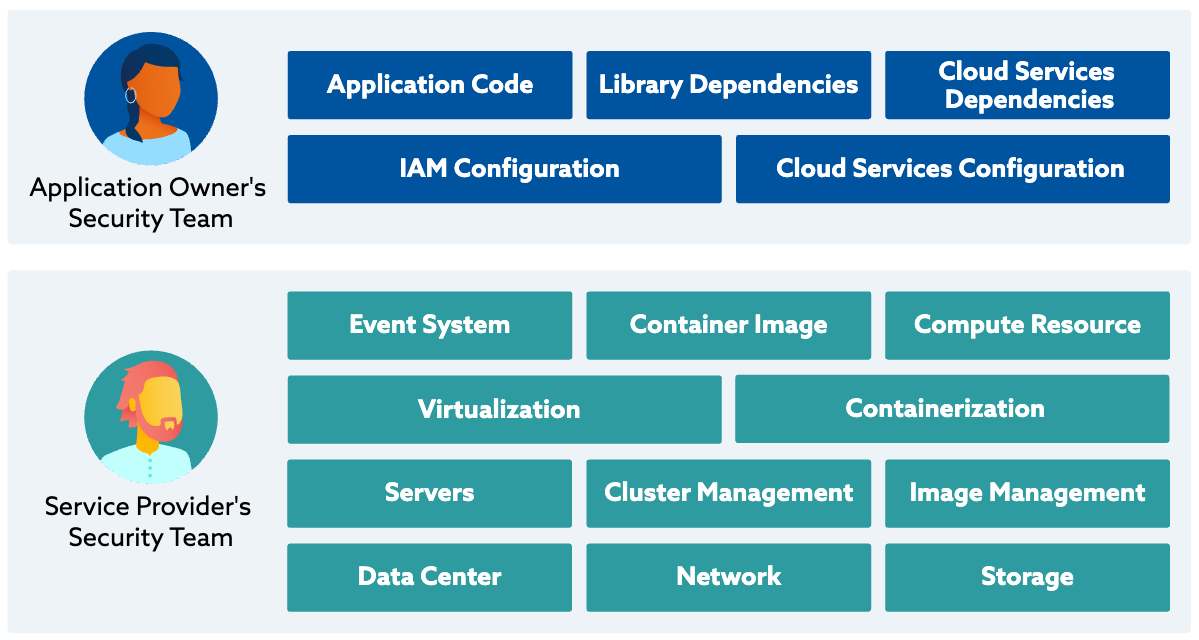 Application Owner's
Security Team
Application Code
Library Dependencies
Cloud Services
Dependencies
IAM Configuration
Cloud Services Configuration
Service Provider's
Security Team
Event System
Container Image
Compute Resource
Virtualization
Containerization
Servers
Cluster Management
Image Management
Data Center
Network
Storage